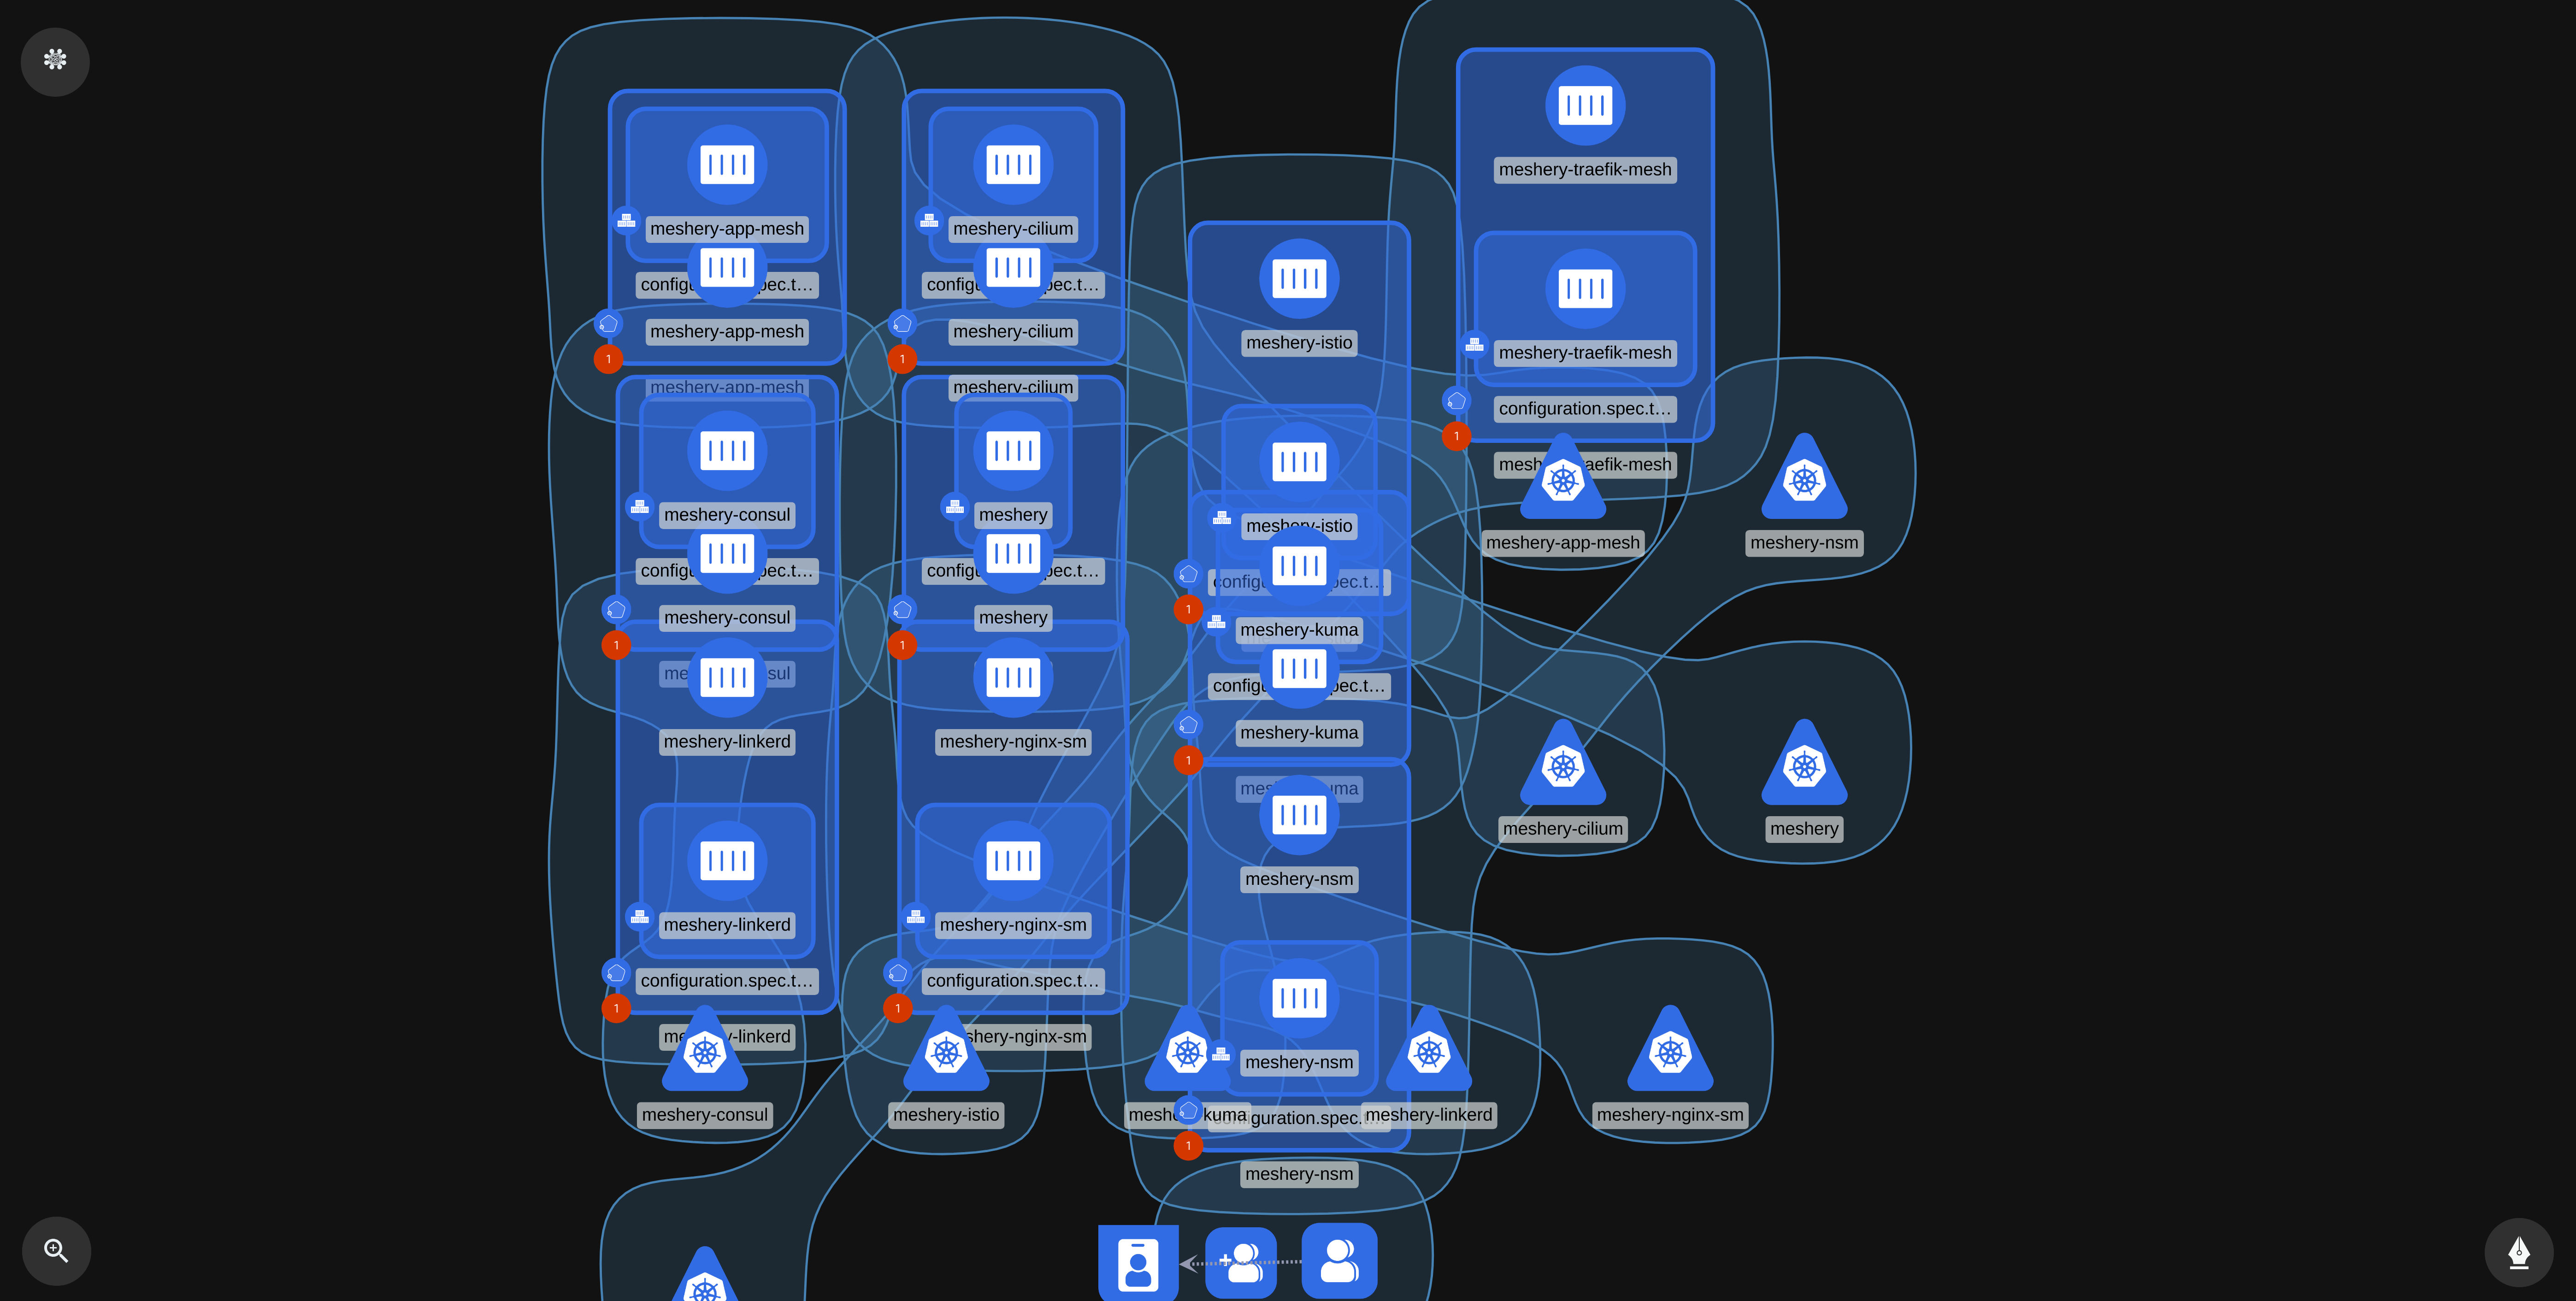 meshery-app-mesh
configu
pec.t…
meshery-app-mesh
1
meshery-app-mesh
meshery-cilium
config
pec.t…
meshery-cilium
1
meshery-cilium
meshery-traefik-mesh
meshery-traefik-mesh
configuration.spec.t…
1
mesh
aefik-mesh
meshery-istio
meshery-istio
configu
ec.t…
1
meshery-consul
configu
pec.t…
meshery-consul
1
me
sul
meshery
config
pec.t…
meshery
1
meshery-kuma
config
pec.t…
meshery-kuma
1
mes
uma
meshery-app-mesh
meshery-nsm
meshery-linkerd
meshery-linkerd
configuration.spec.t…
1
me
y-linkerd
meshery-nginx-sm
meshery-nginx-sm
configuration.spec.t…
1
shery-nginx-sm
meshery-cilium
meshery
meshery-nsm
meshery-nsm
guration.spec.
1
meshery-nsm
meshery-consul
meshery-istio
meshe
kuma
meshery-linkerd
meshery-nginx-sm